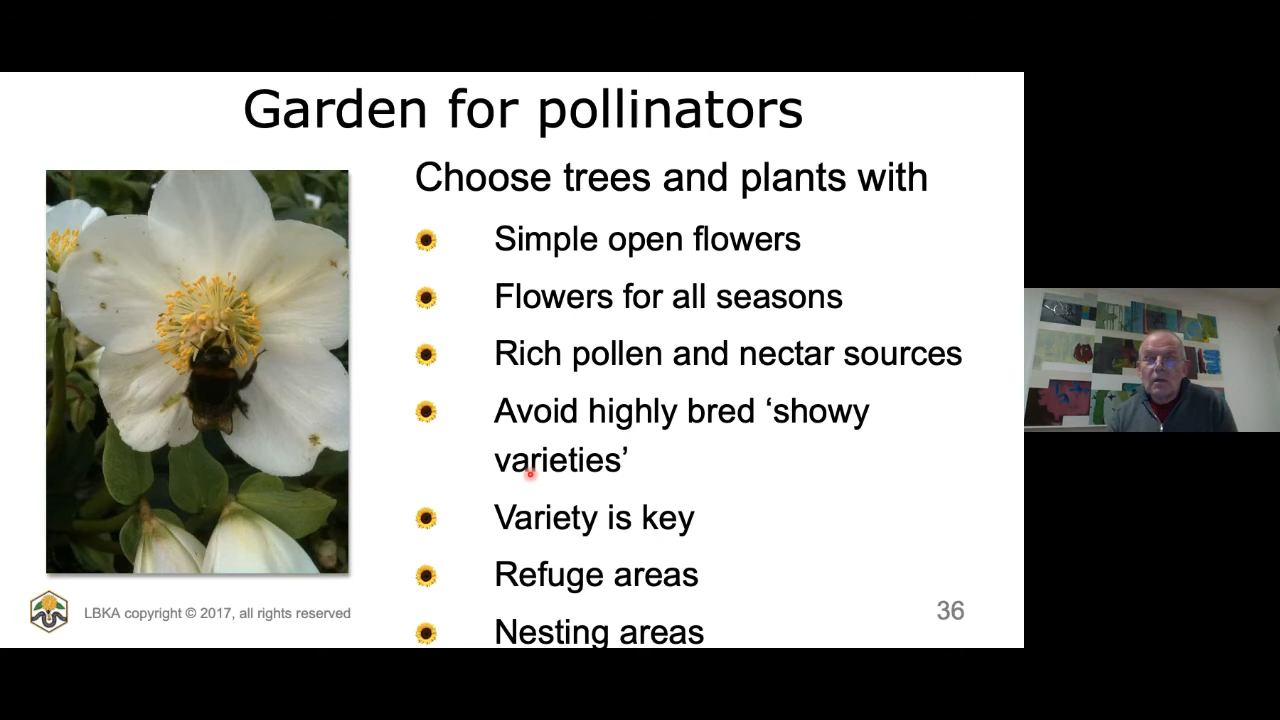 Garden for pollinators
Choose trees and plants with
Simple open flowers
Flowers for all seasons
Rich pollen and nectar sources
Avoid highly bred ‘showy
varieties’
Variety is key
Refuge areas
Nesting areas
LBKA copyright © 2017, all rights reserved
36